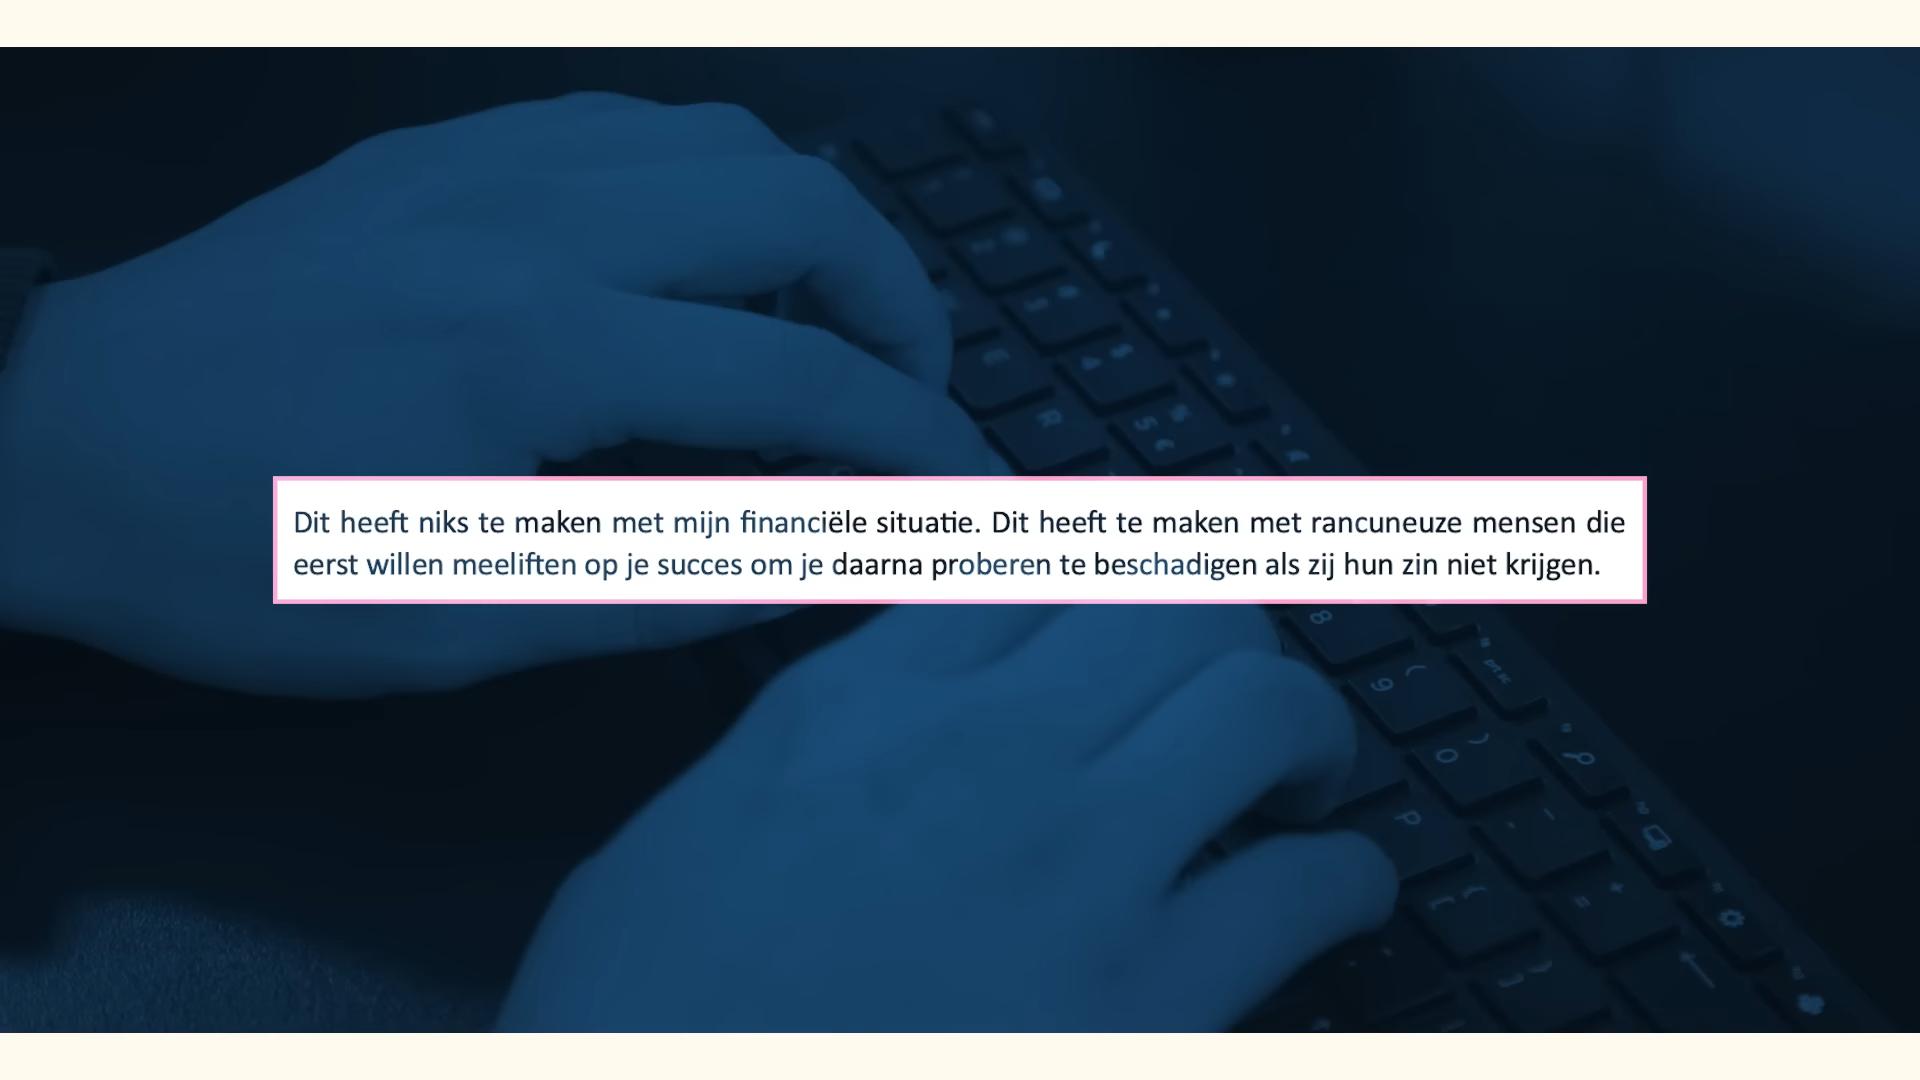 Dit heeft niks te maken met mijn financiële situatie. Dit heeft te maken met rancuneuze mensen die
eerst willen meeliften op je succes om je daarna proberen te beschadigen als zij hun zin niet krijgen.